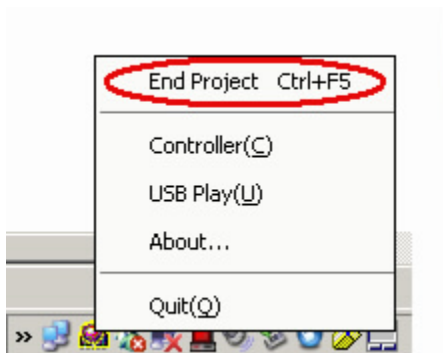 End Project Ctrl+F5
Controller(C)
USB Play(U)
About...
Quit(Q)